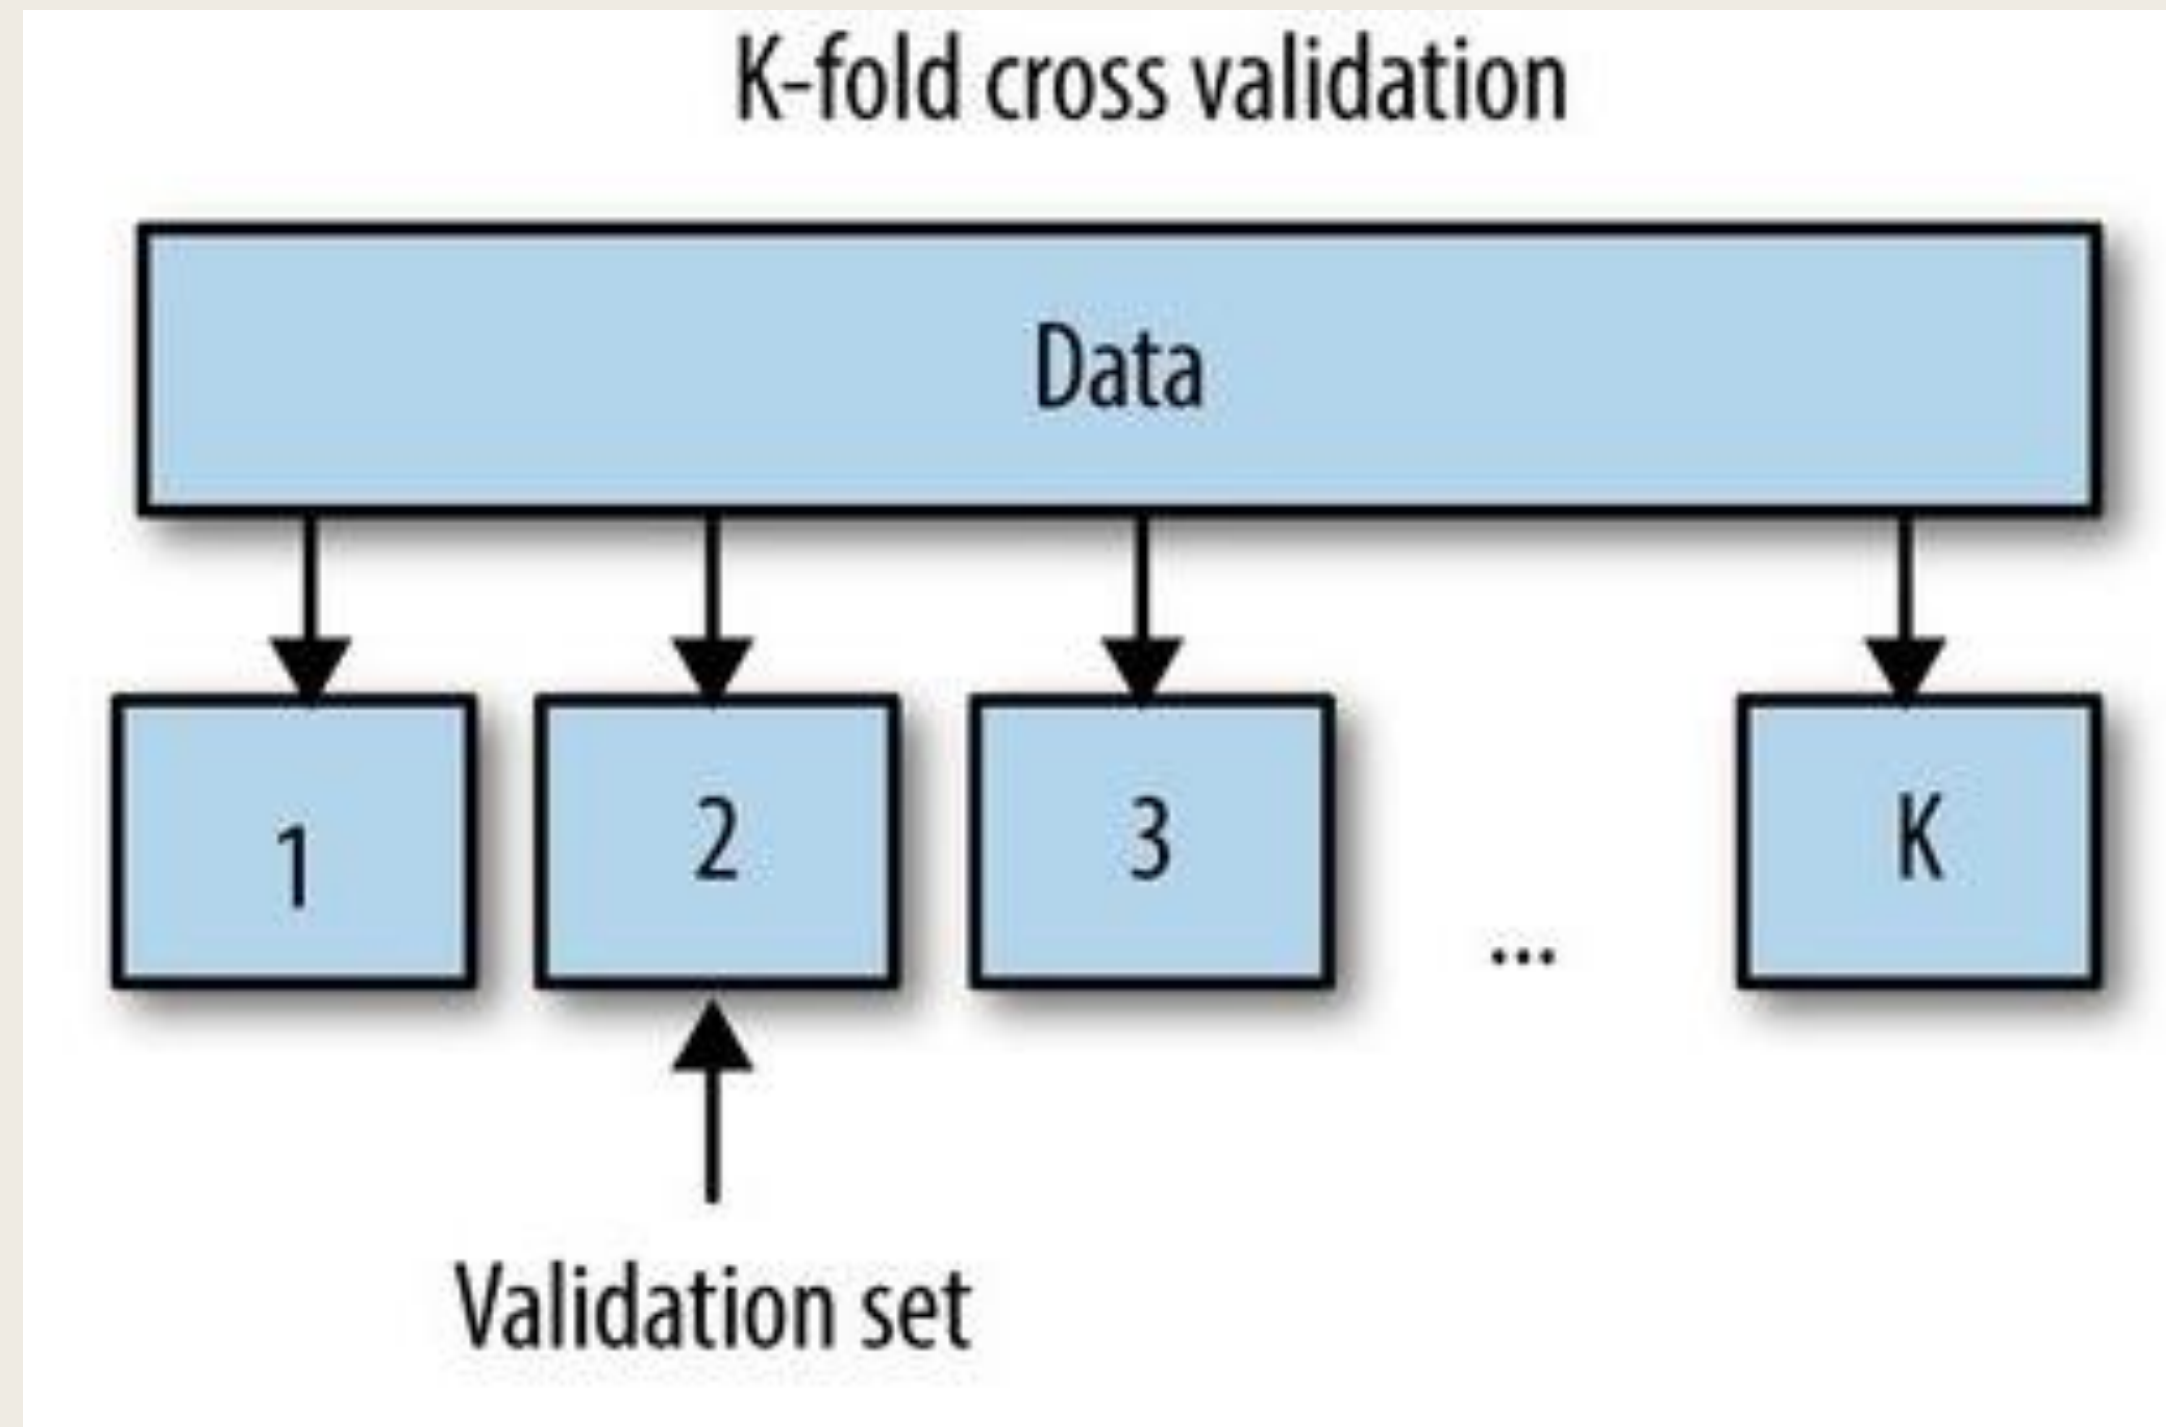 K-fold cross validation
Data
1 2 3 ... K
Validation set